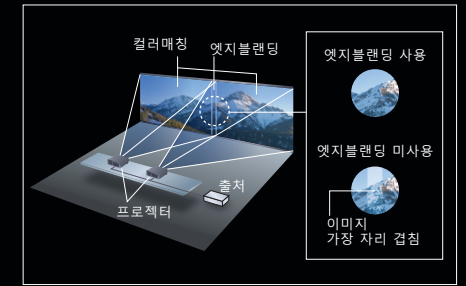 컬러매칭
엣지블랜딩
엣지블랜딩 사용
엣지블랜딩 미사용
출처
프로젝터
이미지
가장 자리 겹침